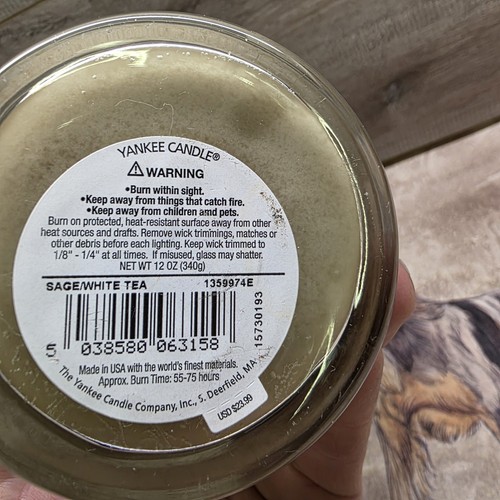 YANKEE CANDLE®
⚠ WARNING
•Burn within sight.
•Keep away from things that catch fire.
•Keep away from children and pets.
Burn on protected, heat-resistant surface away from other
heat sources and drafts. Remove wick trimmings, matches or
other debris before each lighting. Keep wick trimmed to
1/8" - 1/4" at all times. If misused, glass may shatter.
NET WT 12 OZ (340g)
SAGE/WHITE TEA 1359974E
5 038580 063158
15730193
Made in USA with the world's finest materials.
Approx. Burn Time: 55-75 hours
The Yankee Candle Company, Inc., S. Deerfield, MA
USD $23.99